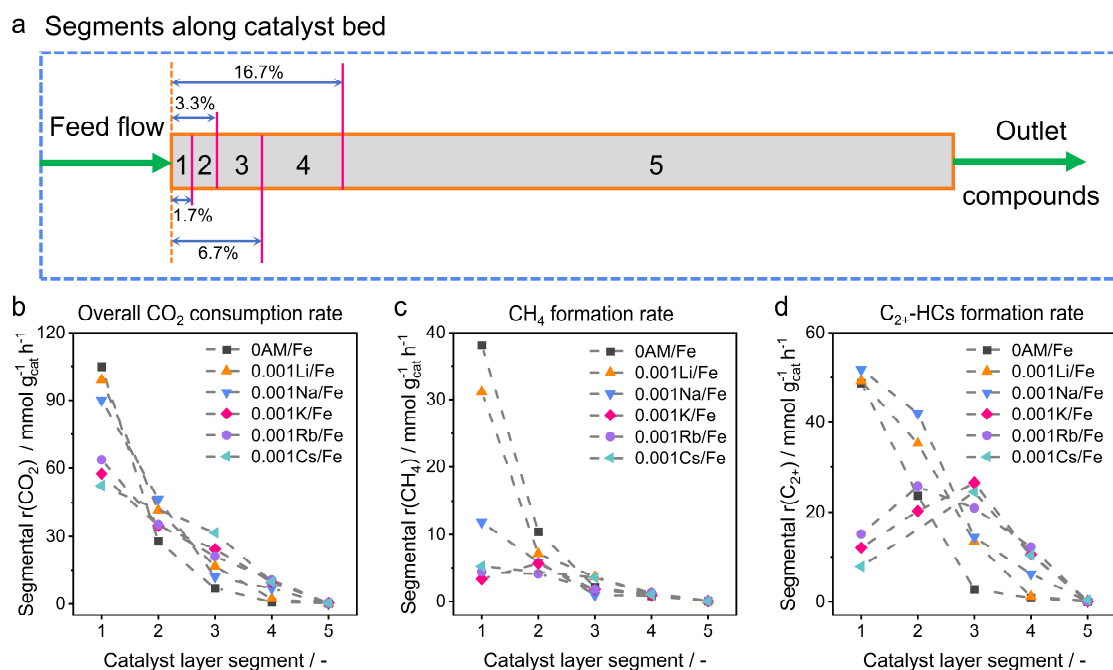 a Segments along catalyst bed
16.7%
3.3%
Feed flow
1 2 3 4 5
Outlet
compounds
1.7%
6.7%
b Overall CO₂ consumption rate
Segmental r(CO₂) / mmol g⁻¹cat h⁻¹
120
90
60
30
0
0AM/Fe
0.001Li/Fe
0.001Na/Fe
0.001K/Fe
0.001Rb/Fe
0.001Cs/Fe
1 2 3 4 5
Catalyst layer segment / -
c CH₄ formation rate
Segmental r(CH₄) / mmol g⁻¹cat h⁻¹
40
30
20
10
0
0AM/Fe
0.001Li/Fe
0.001Na/Fe
0.001K/Fe
0.001Rb/Fe
0.001Cs/Fe
1 2 3 4 5
Catalyst layer segment / -
d C₂₊-HCs formation rate
Segmental r(C₂₊) / mmol g⁻¹cat h⁻¹
60
40
20
0
0AM/Fe
0.001Li/Fe
0.001Na/Fe
0.001K/Fe
0.001Rb/Fe
0.001Cs/Fe
1 2 3 4 5
Catalyst layer segment / -